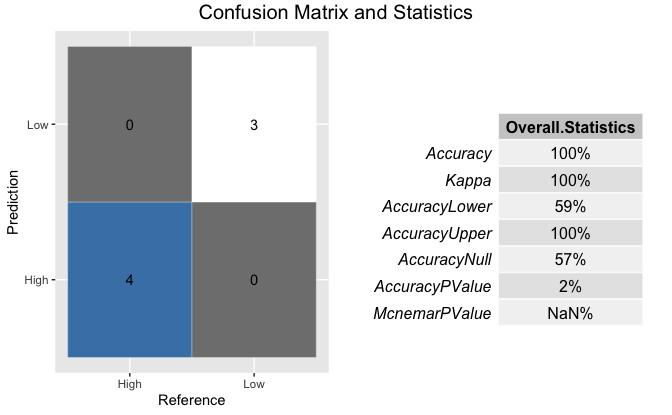 Confusion Matrix and Statistics
Prediction
Low
0
3
High
4
0
High
Low
Reference
Overall.Statistics
Accuracy 100%
Kappa 100%
AccuracyLower 59%
AccuracyUpper 100%
AccuracyNull 57%
AccuracyPValue 2%
McnemarPValue NaN%